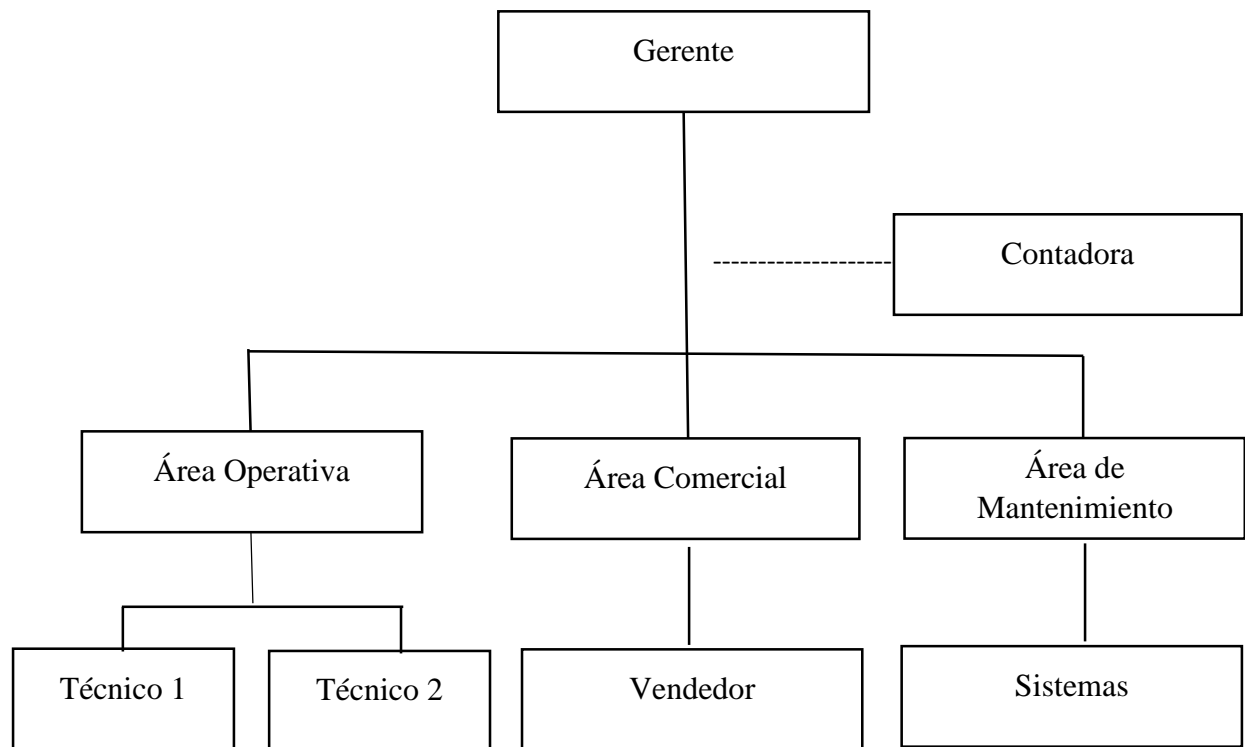 Gerente
Contadora
Área Operativa
Área Comercial
Área de
Mantenimiento
Técnico 1
Técnico 2
Vendedor
Sistemas